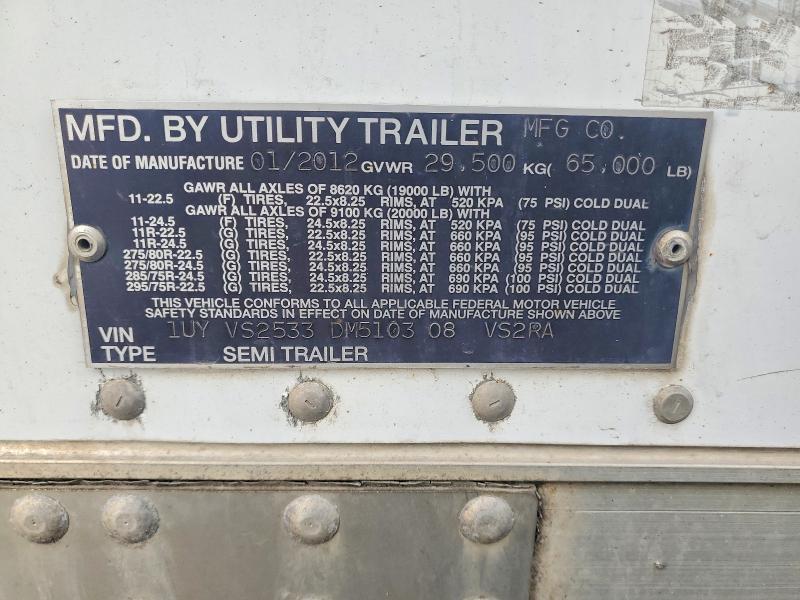 MFD. BY UTILITY TRAILER MFG CO.
DATE OF MANUFACTURE 01/2012 GVWR 29,500 KG( 65,000 LB)
GAWR ALL AXLES OF 8620 KG (19000 LB) WITH
11-22.5 (F) TIRES, 22.5x8.25 RIMS, AT 520 KPA (75 PSI) COLD DUAL
GAWR ALL AXLES OF 9100 KG (20000 LB) WITH
11-24.5 (F) TIRES, 24.5x8.25 RIMS, AT 520 KPA (75 PSI) COLD DUAL
11R-22.5 (G) TIRES, 22.5x8.25 RIMS, AT 660 KPA (95 PSI) COLD DUAL
11R-24.5 (G) TIRES, 24.5x8.25 RIMS, AT 660 KPA (95 PSI) COLD DUAL
275/80R-22.5 (G) TIRES, 22.5x8.25 RIMS, AT 660 KPA (95 PSI) COLD DUAL
275/80R-24.5 (G) TIRES, 24.5x8.25 RIMS, AT 660 KPA (95 PSI) COLD DUAL
285/75R-24.5 (G) TIRES, 24.5x8.25 RIMS, AT 690 KPA (100 PSI) COLD DUAL
295/75R-22.5 (G) TIRES, 22.5x8.25 RIMS, AT 690 KPA (100 PSI) COLD DUAL
THIS VEHICLE CONFORMS TO ALL APPLICABLE FEDERAL MOTOR VEHICLE
SAFETY STANDARDS IN EFFECT ON DATE OF MANUFACTURE SHOWN ABOVE
VIN 1UY VS2533 DM5103 08 VS2RA
TYPE SEMI TRAILER